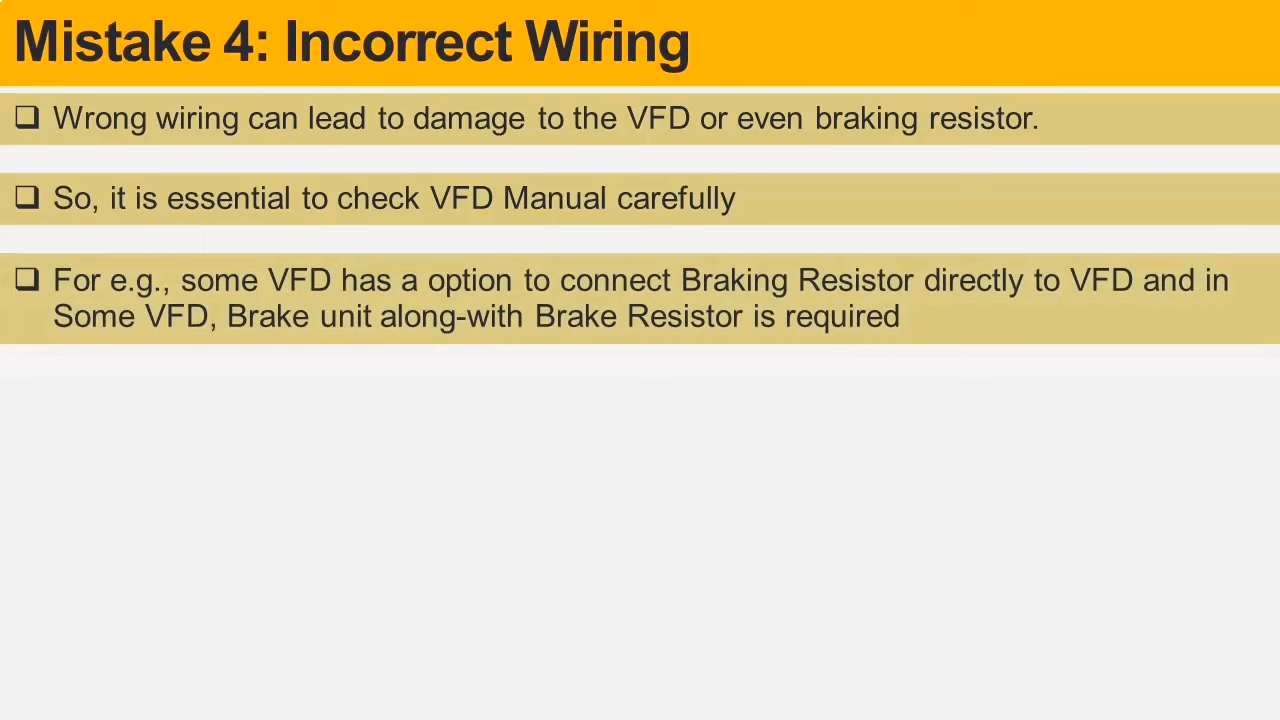 Mistake 4: Incorrect Wiring
❑ Wrong wiring can lead to damage to the VFD or even braking resistor.
❑ So, it is essential to check VFD Manual carefully
❑ For e.g., some VFD has a option to connect Braking Resistor directly to VFD and in
Some VFD, Brake unit along-with Brake Resistor is required